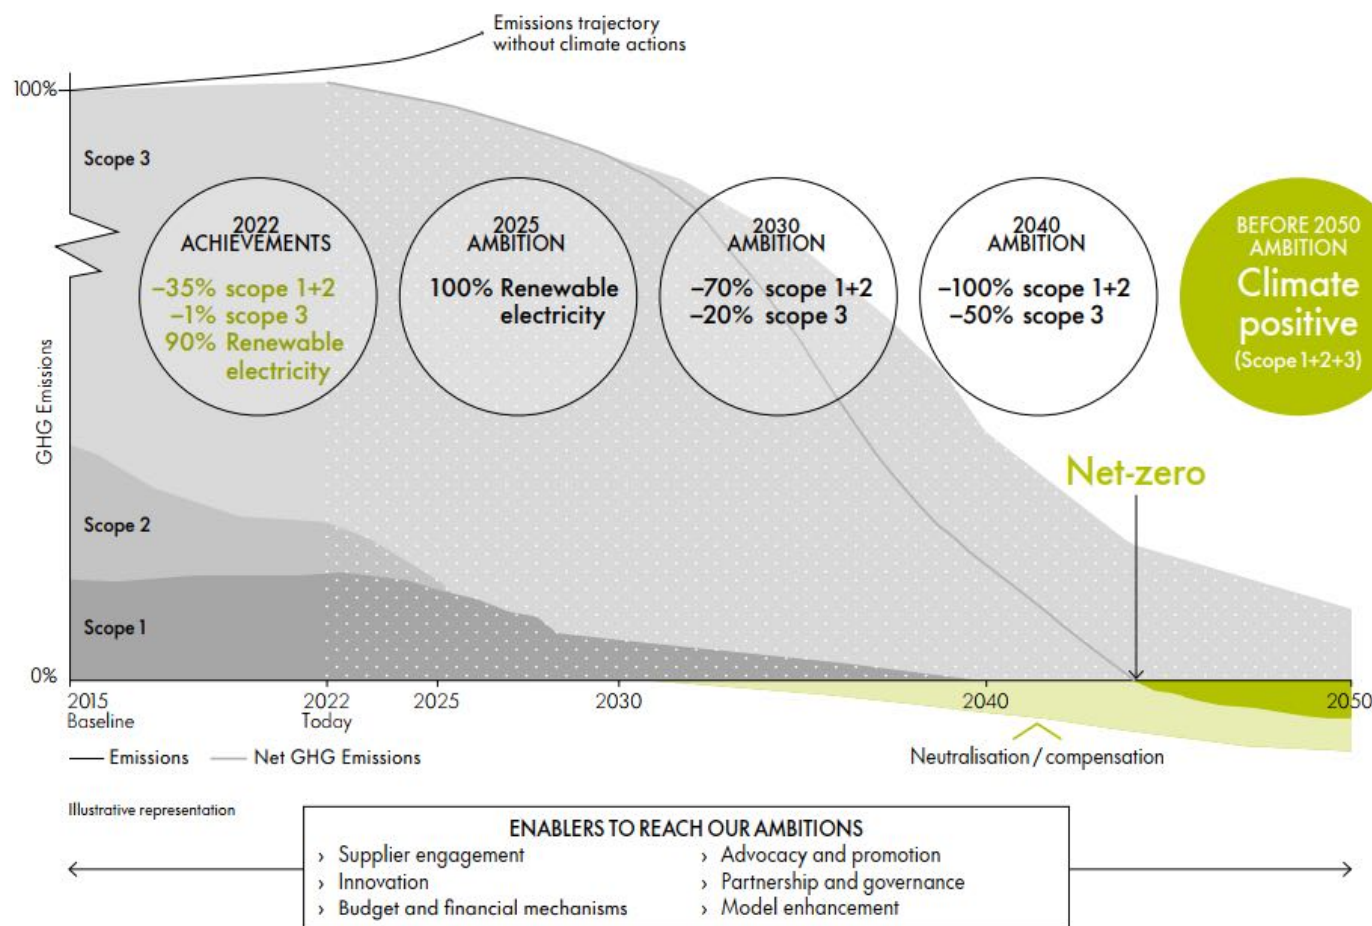 Emissions trajectory
without climate actions
100%
Scope 3
2022
ACHIEVEMENTS
–35% scope 1+2
–1% scope 3
90% Renewable
electricity
2025
AMBITION
100% Renewable
electricity
2030
AMBITION
–70% scope 1+2
–20% scope 3
2040
AMBITION
–100% scope 1+2
–50% scope 3
BEFORE 2050
AMBITION
Climate
positive
(Scope 1+2+3)
GHG Emissions
Net-zero
Scope 2
Scope 1
0%
2015
Baseline
2022
Today
2025
2030
2040
2050
Emissions
Net GHG Emissions
Neutralisation / compensation
Illustrative representation
ENABLERS TO REACH OUR AMBITIONS
› Supplier engagement
› Innovation
› Budget and financial mechanisms
› Advocacy and promotion
› Partnership and governance
› Model enhancement